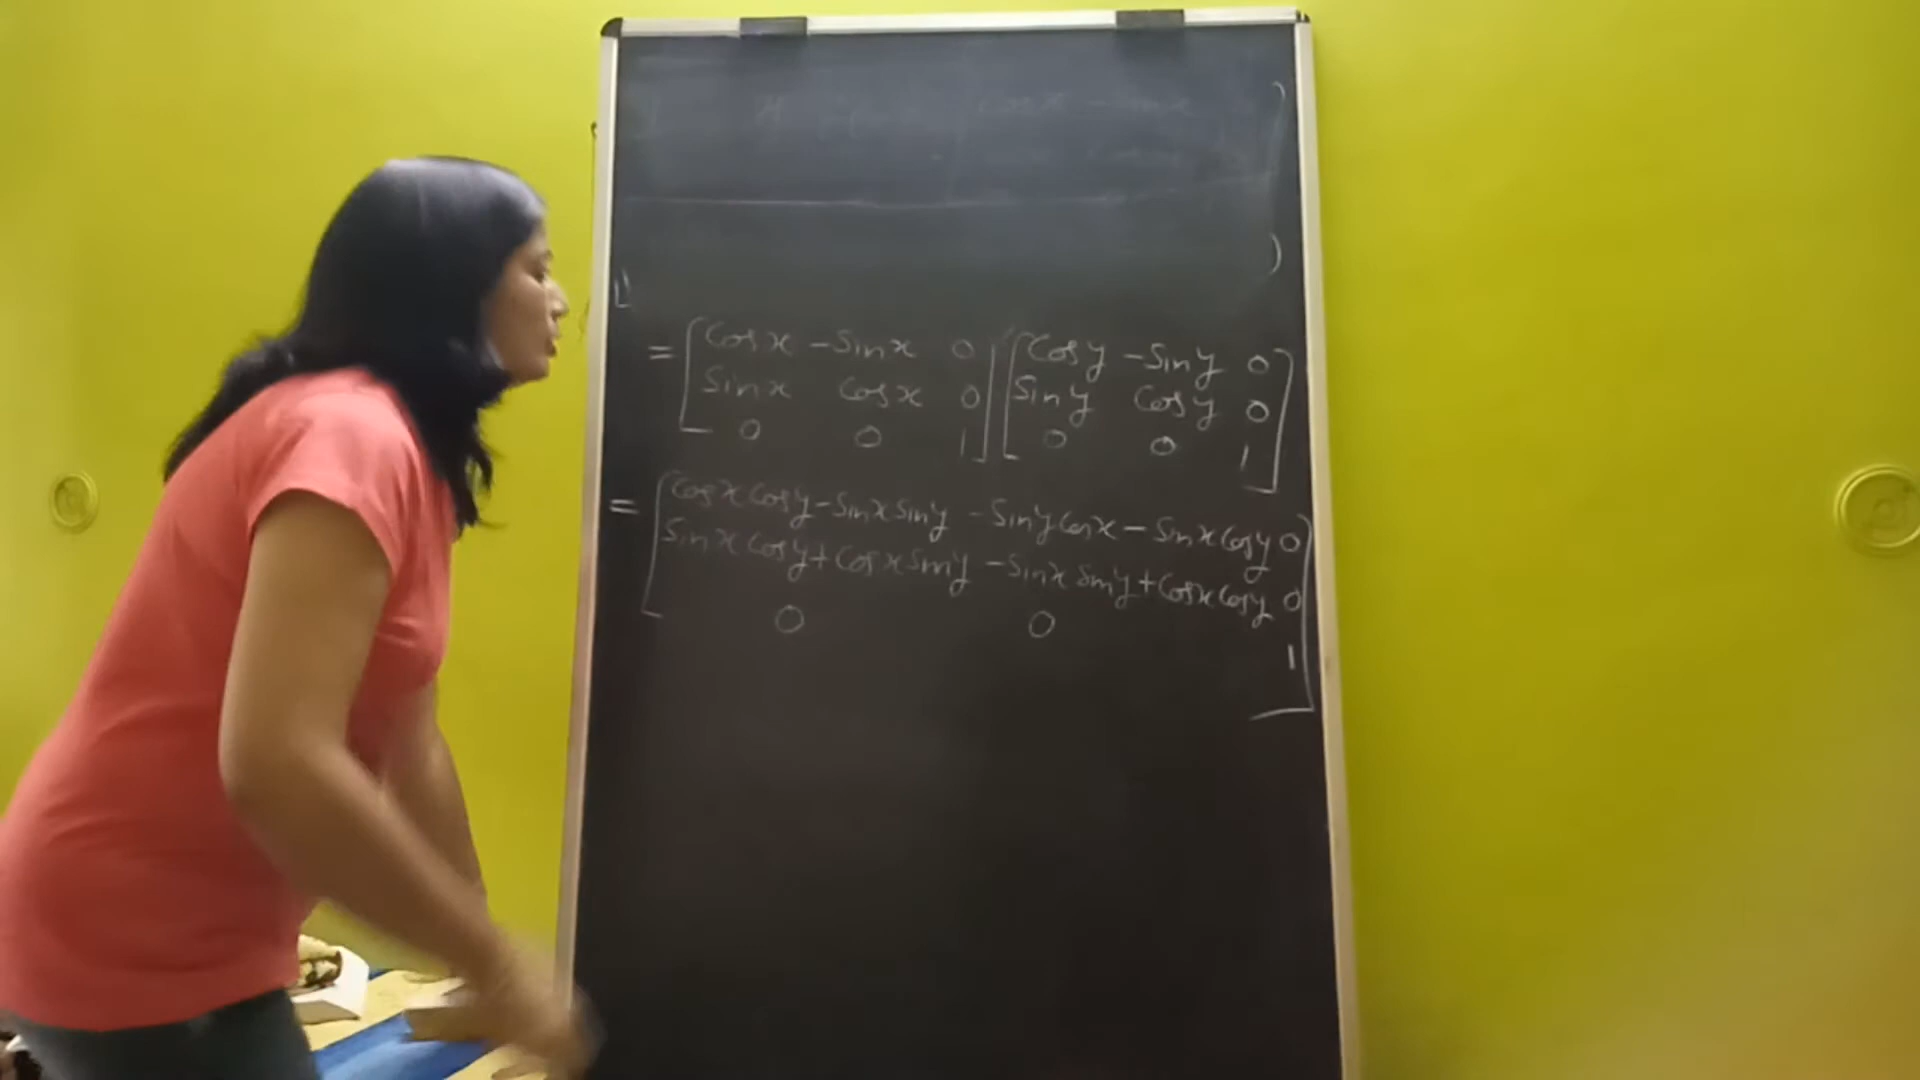 = [ Cos x - Sin x 0 ] [ Cos y - Sin y 0 ]
Sin x Cos x 0 Sin y Cos y 0
0 0 1 0 0 1
= [ Cos x Cos y - Sin x Sin y - Sin y Cos x - Sin x Cos y 0 ]
Sin x Cos y + Cos x Sin y - Sin x Sin y + Cos x Cos y 0
0 0
1